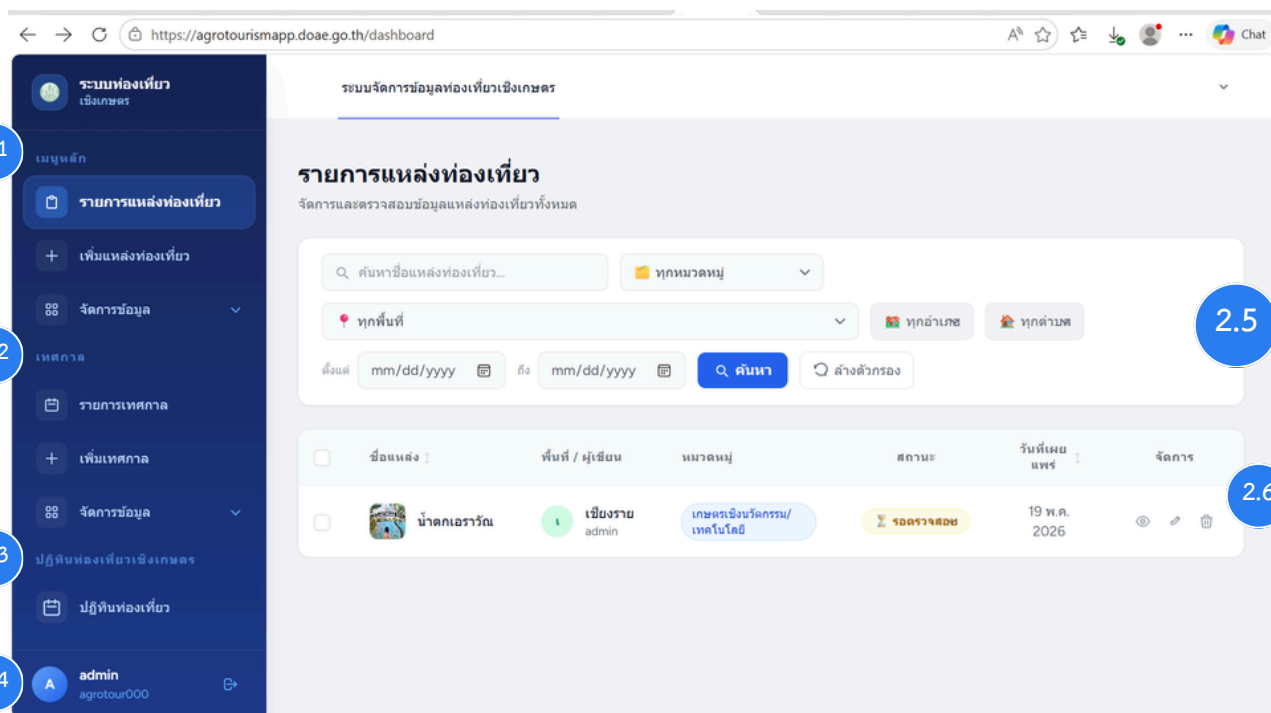 https://agrotourismapp.doae.go.th/dashboard
Chat
ระบบท่องเที่ยว
เชิงเกษตร
ระบบจัดการข้อมูลท่องเที่ยวเชิงเกษตร
1
เมนูหลัก
รายการแหล่งท่องเที่ยว
เพิ่มแหล่งท่องเที่ยว
จัดการข้อมูล
2
เทศกาล
รายการเทศกาล
เพิ่มเทศกาล
จัดการข้อมูล
3
ปฏิทินท่องเที่ยวเชิงเกษตร
ปฏิทินท่องเที่ยว
4
A
admin
agrotour000
รายการแหล่งท่องเที่ยว
จัดการและตรวจสอบข้อมูลแหล่งท่องเที่ยวทั้งหมด
ค้นหาชื่อแหล่งท่องเที่ยว... ทุกหมวดหมู่
ทุกพื้นที่ ทุกอำเภอ ทุกตำบล
2.5
ตั้งแต่ mm/dd/yyyy ถึง mm/dd/yyyy ค้นหา ล้างตัวกรอง
ชื่อแหล่ง พื้นที่ / ผู้เขียน หมวดหมู่ สถานะ วันที่เผย จัดการ
แพร่
2.6
น้ำตกเอราวัณ เ เชียงราย เกษตรเชิงนวัตกรรม/ รอตรวจสอบ 19 พ.ค.
admin เทคโนโลยี 2026